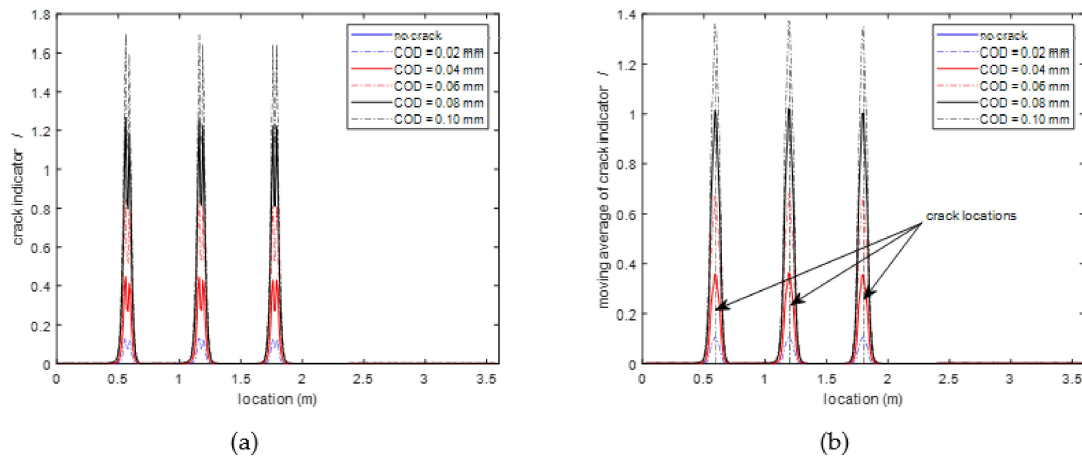 1.8
1.6
1.4
1.2
1
0.8
0.6
0.4
0.2
0
crack indicator /
0 0.5 1 1.5 2 2.5 3 3.5
location (m)
no crack
COD = 0.02 mm
COD = 0.04 mm
COD = 0.06 mm
COD = 0.08 mm
COD = 0.10 mm
(a)
1.4
1.2
1
0.8
0.6
0.4
0.2
0
moving average of crack indicator /
0 0.5 1 1.5 2 2.5 3 3.5
location (m)
no crack
COD = 0.02 mm
COD = 0.04 mm
COD = 0.06 mm
COD = 0.08 mm
COD = 0.10 mm
crack locations
(b)